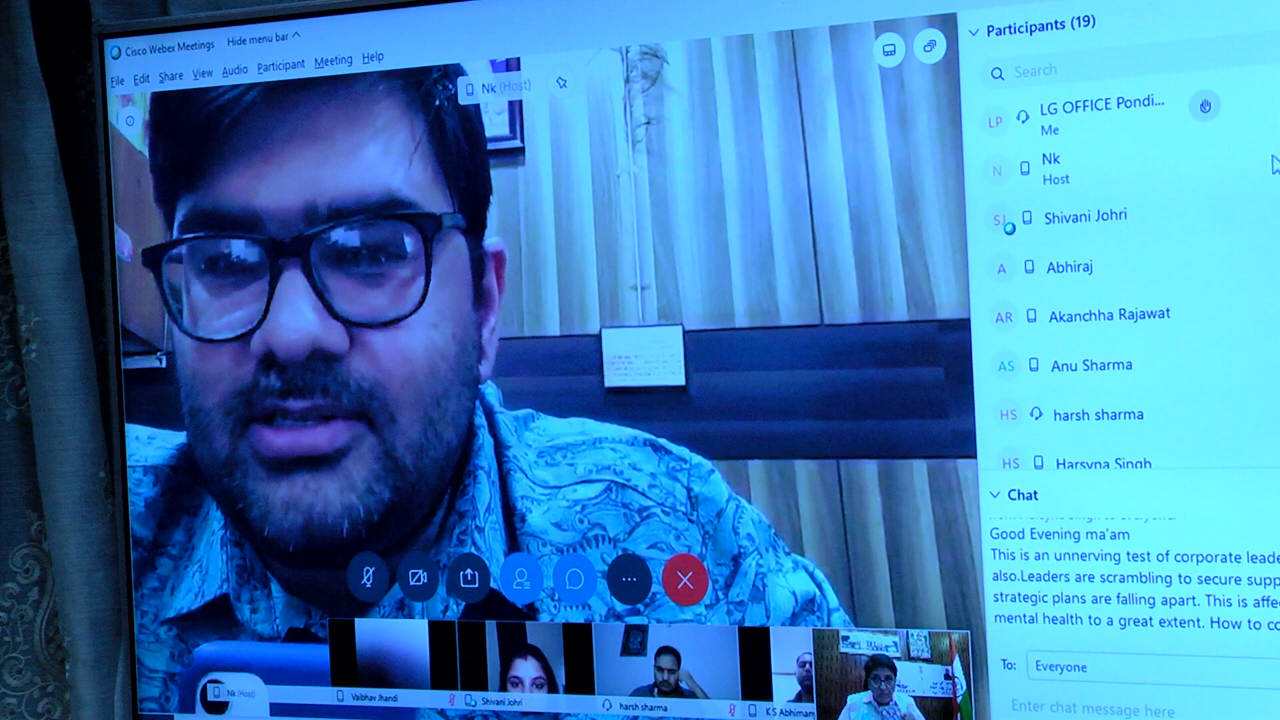 Cisco Webex Meetings
Hide menu bar
File Edit Share View Audio Participant Meeting Help
Nk (Host)
Participants (19)
Search
LP
LG OFFICE Pondi...
Me
N
Nk
Host
SJ
Shivani Johri
A
Abhiraj
AR
Akanchha Rajawat
AS
Anu Sharma
HS
harsh sharma
HS
Harsyna Singh
Chat
Good Evening ma'am
This is an unnerving test of corporate leade
also.Leaders are scrambling to secure supp
strategic plans are falling apart. This is affe
mental health to a great extent. How to co
To:
Everyone
Enter chat message here
Nk (Host)
Vaibhav Jhandi
Shivani Johri
harsh sharma
K S Abhiman